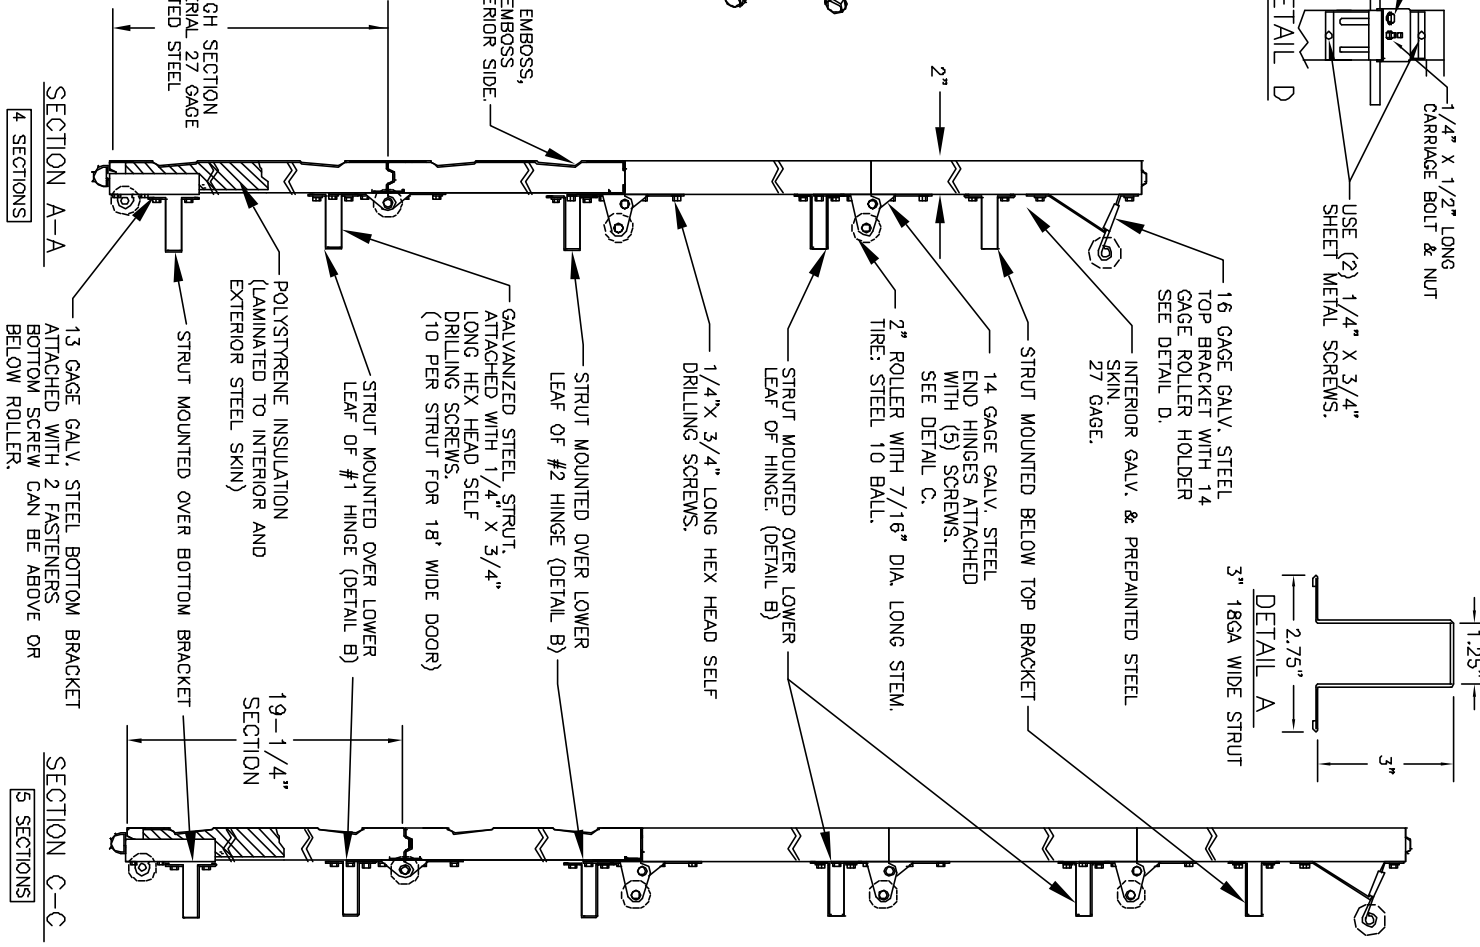 DETAIL D
1/4" X 1/2" LONG
CARRIAGE BOLT & NUT
USE (2) 1/4" X 3/4"
SHEET METAL SCREWS.
1.25"
2.75"
3"
DETAIL A
3" 18GA WIDE STRUT
2"
16 GAGE GALV. STEEL
TOP BRACKET WITH 14
GAGE ROLLER HOLDER
SEE DETAIL D.
INTERIOR GALV. & PREPAINTED STEEL
SKIN.
27 GAGE.
STRUT MOUNTED BELOW TOP BRACKET
14 GAGE GALV. STEEL
END HINGES ATTACHED
WITH (5) SCREWS.
SEE DETAIL C.
2" ROLLER WITH 7/16" DIA. LONG STEM.
TIRE: STEEL 10 BALL.
STRUT MOUNTED OVER LOWER
LEAF OF HINGE. (DETAIL B)
1/4"X 3/4" LONG HEX HEAD SELF
DRILLING SCREWS.
STRUT MOUNTED OVER LOWER
LEAF OF #2 HINGE (DETAIL B)
GALVANIZED STEEL STRUT.
ATTACHED WITH 1/4" X 3/4"
LONG HEX HEAD SELF
DRILLING SCREWS.
(10 PER STRUT FOR 18' WIDE DOOR)
STRUT MOUNTED OVER LOWER
LEAF OF #1 HINGE (DETAIL B)
POLYSTYRENE INSULATION
(LAMINATED TO INTERIOR AND
EXTERIOR STEEL SKIN)
STRUT MOUNTED OVER BOTTOM BRACKET
13 GAGE GALV. STEEL BOTTOM BRACKET
ATTACHED WITH 2 FASTENERS
BOTTOM SCREW CAN BE ABOVE OR
BELOW ROLLER.
EMBOSS,
EMBOSS
ERIOR SIDE.
GH SECTION
ERIAL 27 GAGE
TED STEEL
SECTION A-A
4 SECTIONS
19-1/4"
SECTION
SECTION C-C
5 SECTIONS